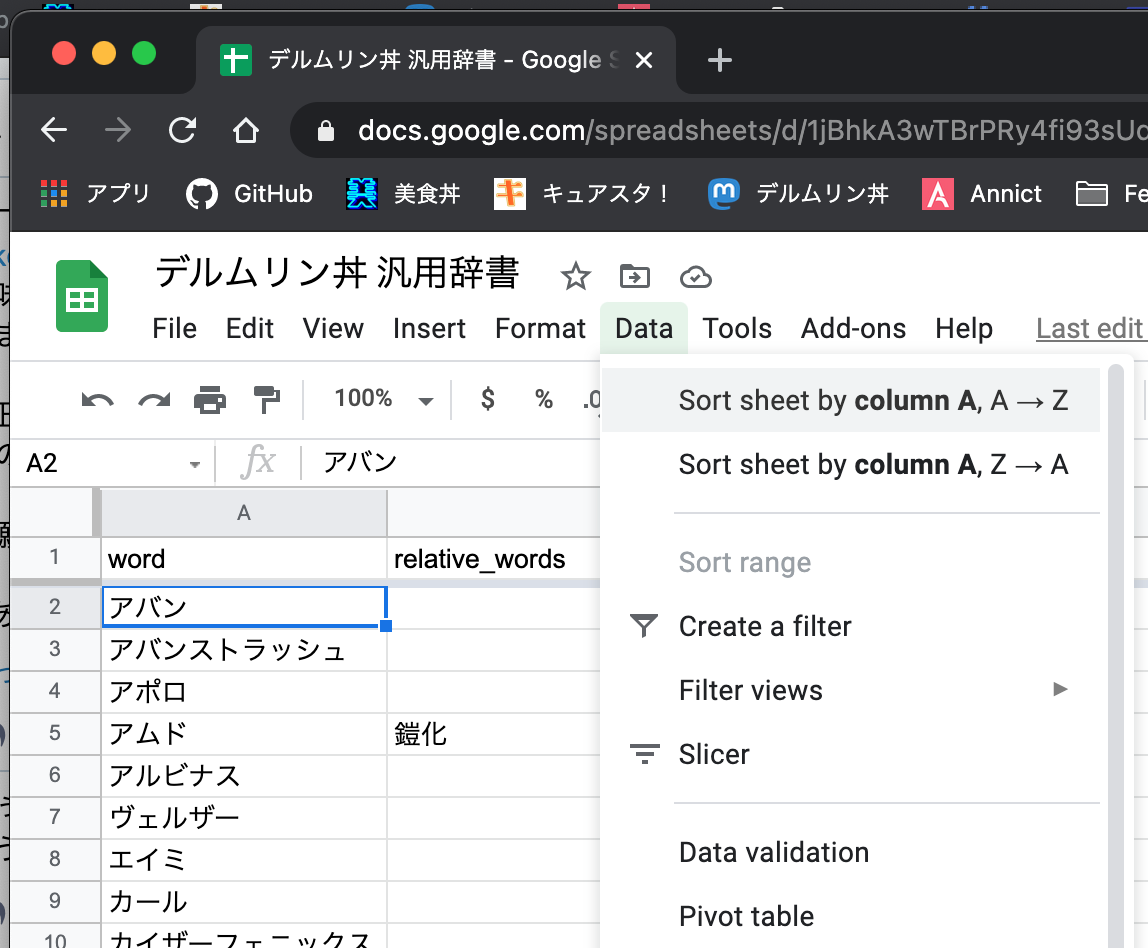 デルムリン丼 汎用辞書 - Google S
docs.google.com/spreadsheets/d/1jBhkA3wTBrPRy4fi93sUd
アプリ GitHub 美食丼 キュアスタ！ デルムリン丼 Annict Fe
デルムリン丼 汎用辞書
File Edit View Insert Format Data Tools Add-ons Help Last edit
100% $ % .0
A2 fx アバン
A
1 word relative_words
2 アバン
3 アバンストラッシュ
4 アポロ
5 アムド 鎧化
6 アルビナス
7 ヴェルザー
8 エイミ
9 カール
10 カイザーフェニックス
Sort sheet by column A, A → Z
Sort sheet by column A, Z → A
Sort range
Create a filter
Filter views
Slicer
Data validation
Pivot table